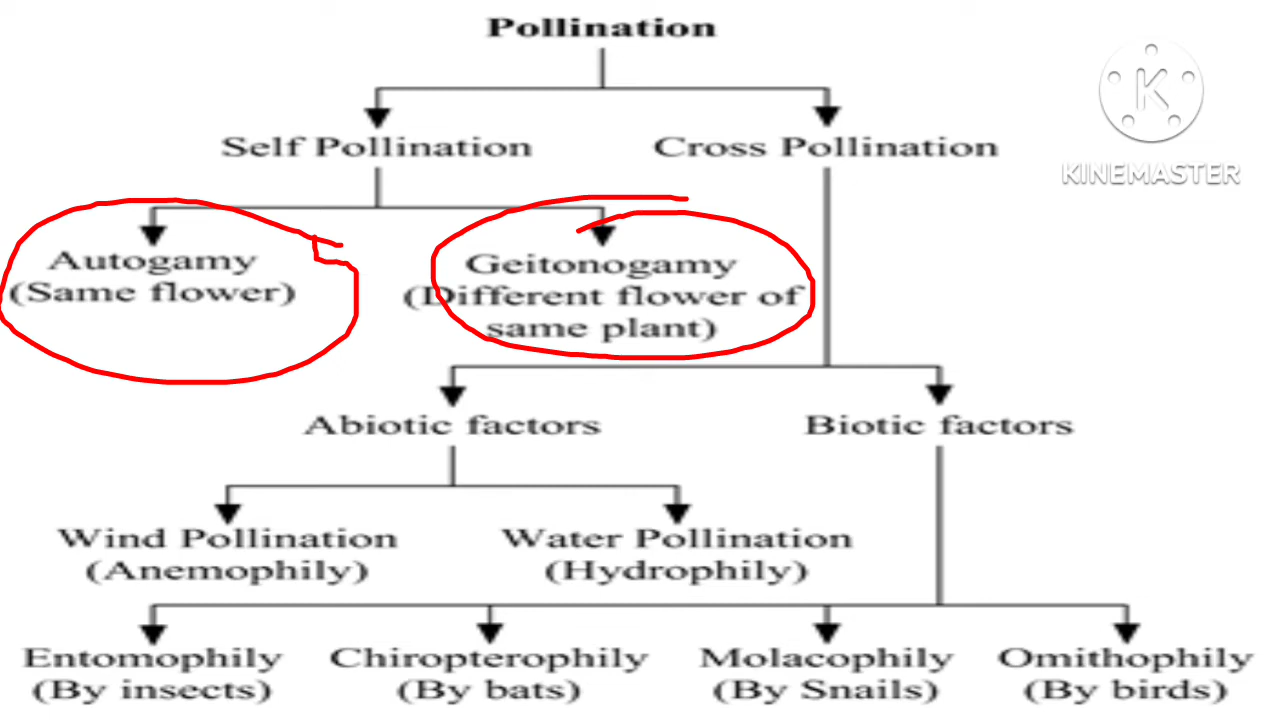 Pollination
K
KINEMASTER
Self Pollination
Cross Pollination
Autogamy
(Same flower)
Geitonogamy
(Different flower of
same plant)
Abiotic factors
Biotic factors
Wind Pollination
(Anemophily)
Water Pollination
(Hydrophily)
Entomophily
(By insects)
Chiropterophily
(By bats)
Molacophily
(By Snails)
Omithophily
(By birds)